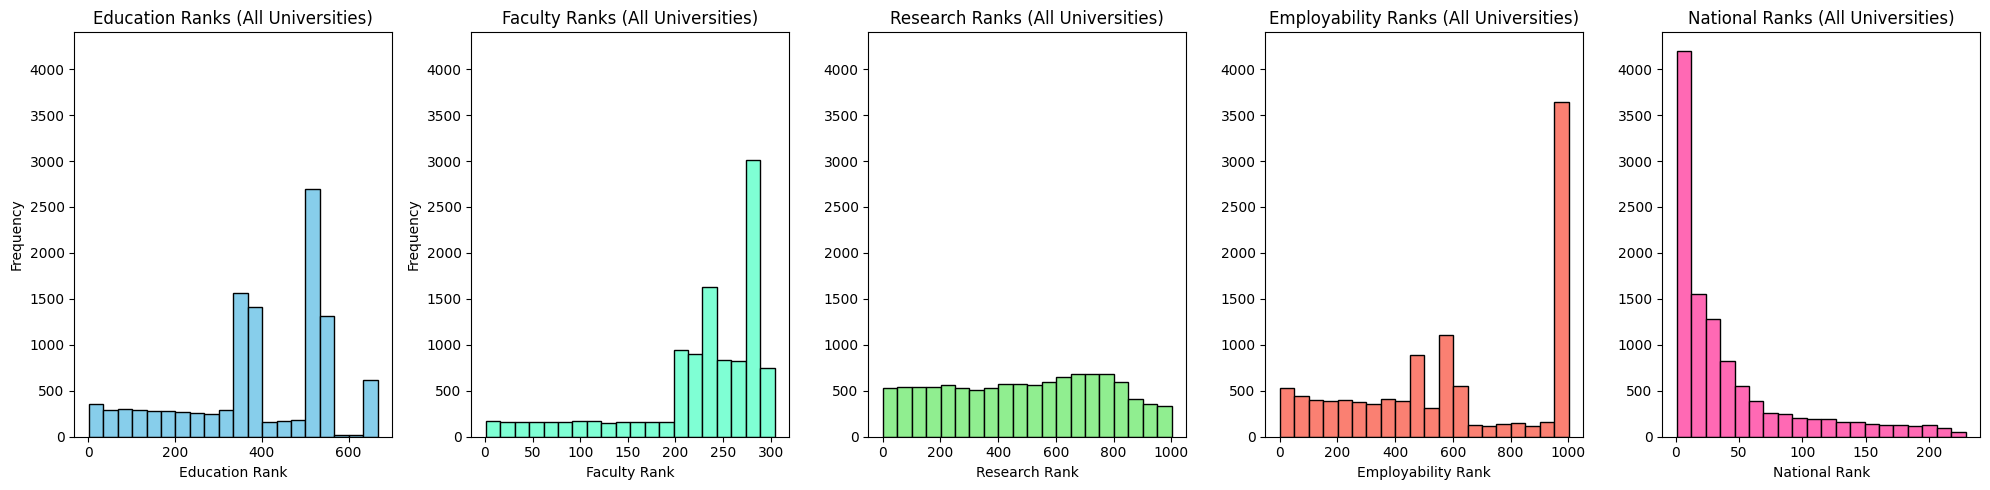 Education Ranks (All Universities)
4000
3500
3000
2500
2000
1500
1000
500
0
Frequency
0 200 400 600
Education Rank
Faculty Ranks (All Universities)
4000
3500
3000
2500
2000
1500
1000
500
0
Frequency
0 50 100 150 200 250 300
Faculty Rank
Research Ranks (All Universities)
4000
3500
3000
2500
2000
1500
1000
500
0
0 200 400 600 800 1000
Research Rank
Employability Ranks (All Universities)
4000
3500
3000
2500
2000
1500
1000
500
0
0 200 400 600 800 1000
Employability Rank
National Ranks (All Universities)
4000
3500
3000
2500
2000
1500
1000
500
0
0 50 100 150 200
National Rank